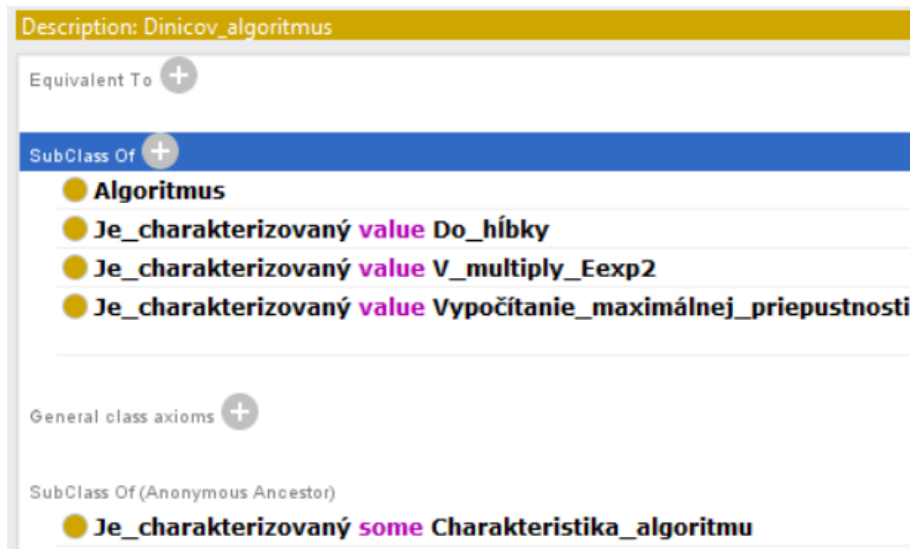 Description: Dinicov_algoritmus
Equivalent To
SubClass Of
Algoritmus
Je_charakterizovaný value Do_hĺbky
Je_charakterizovaný value V_multiply_Eexp2
Je_charakterizovaný value Vypočítanie_maximálnej_priepustnosti
General class axioms
SubClass Of (Anonymous Ancestor)
Je_charakterizovaný some Charakteristika_algoritmu